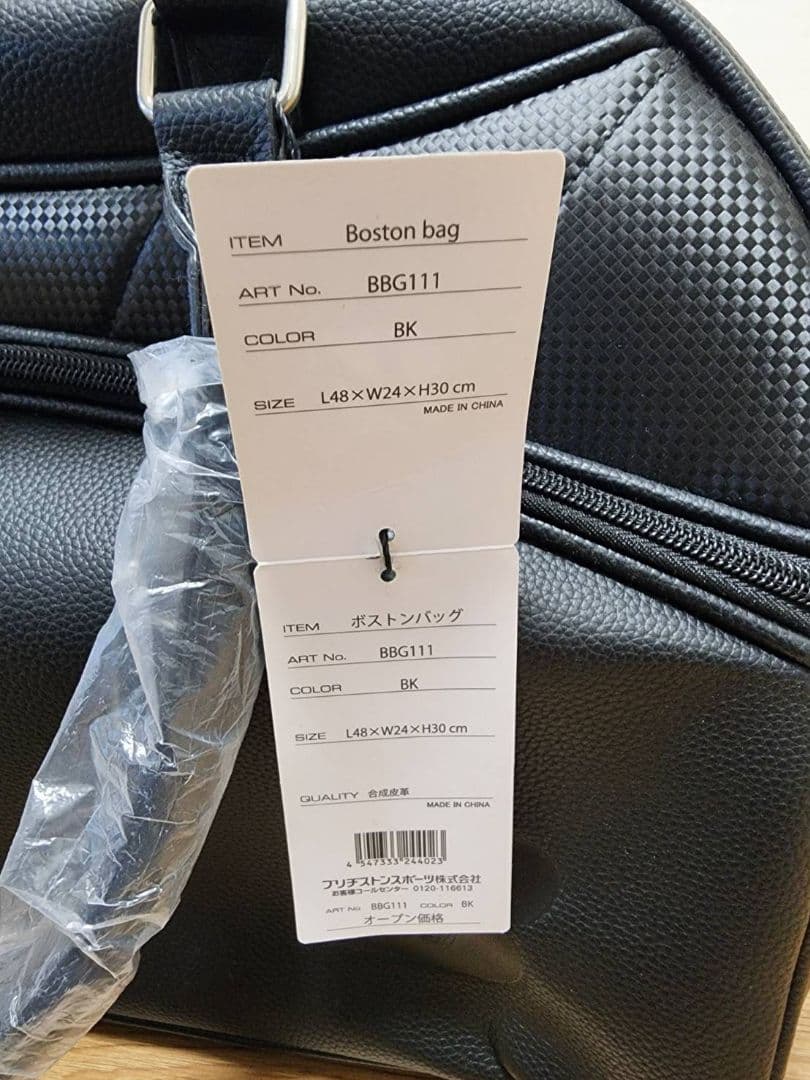 ITEM Boston bag
ART No. BBG111
COLOR BK
SIZE L48×W24×H30 cm
MADE IN CHINA
ITEM ボストンバッグ
ART No. BBG111
COLOR BK
SIZE L48×W24×H30 cm
QUALITY 合成皮革
MADE IN CHINA
4 547333 244023
ブリヂストンスポーツ株式会社
お客様コールセンター 0120-116613
ART No BBG111 COLOR BK
オープン価格